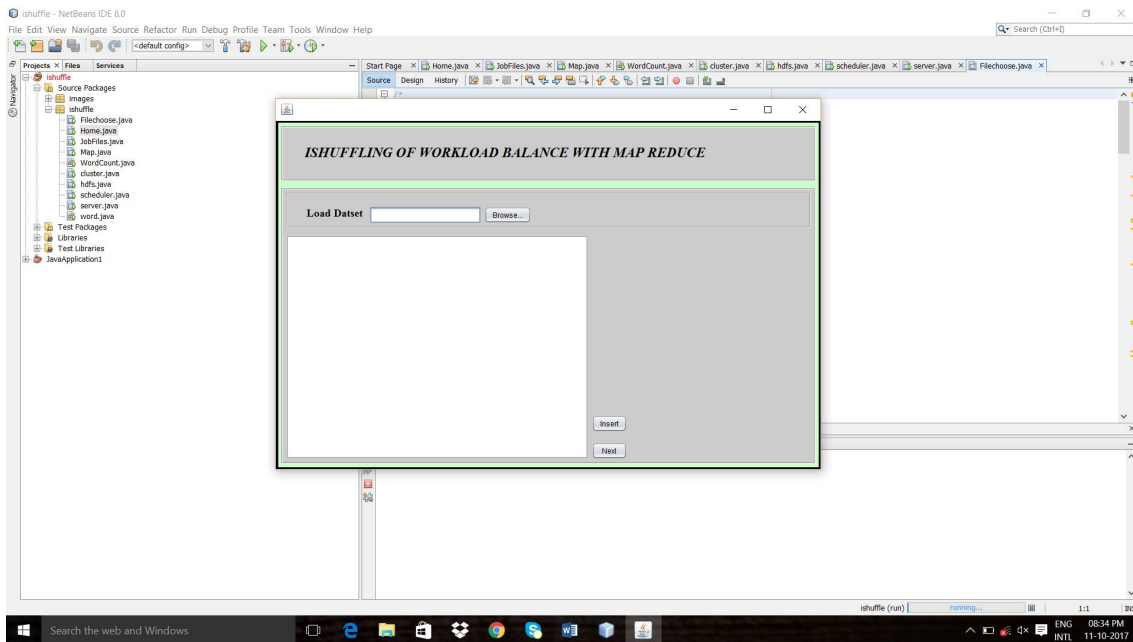 ishuffle - NetBeans IDE 8.0
File Edit View Navigate Source Refactor Run Debug Profile Team Tools Window Help
Search (Ctrl+I)
<default config>
Projects Files Services
Start Page Home.java JobFiles.java Map.java WordCount.java cluster.java hdfs.java scheduler.java server.java Filechoose.java
Source Design History
Navigator
ishuffle
Source Packages
images
ishuffle
Filechoose.java
Home.java
JobFiles.java
Map.java
WordCount.java
cluster.java
hdfs.java
scheduler.java
server.java
word.java
Test Packages
Libraries
Test Libraries
JavaApplication1
/*
ISHUFFLING OF WORKLOAD BALANCE WITH MAP REDUCE
Load Datset
Browse...
Insert
Next
ishuffle (run) running... 1:1
Search the web and Windows
ENG 08:34 PM
INTL 11-10-2017